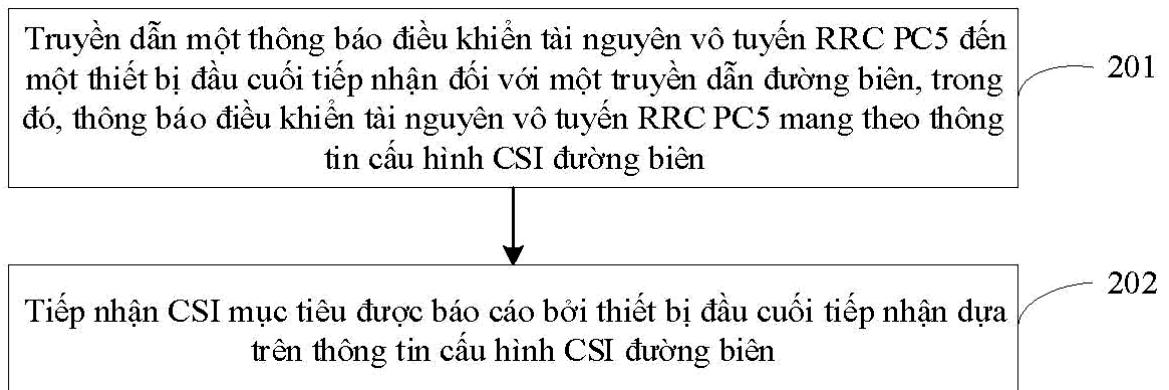 Truyền dẫn một thông báo điều khiển tài nguyên vô tuyến RRC PC5 đến
một thiết bị đầu cuối tiếp nhận đối với một truyền dẫn đường biên, trong
đó, thông báo điều khiển tài nguyên vô tuyến RRC PC5 mang theo thông
tin cấu hình CSI đường biên
201
Tiếp nhận CSI mục tiêu được báo cáo bởi thiết bị đầu cuối tiếp nhận dựa
trên thông tin cấu hình CSI đường biên
202